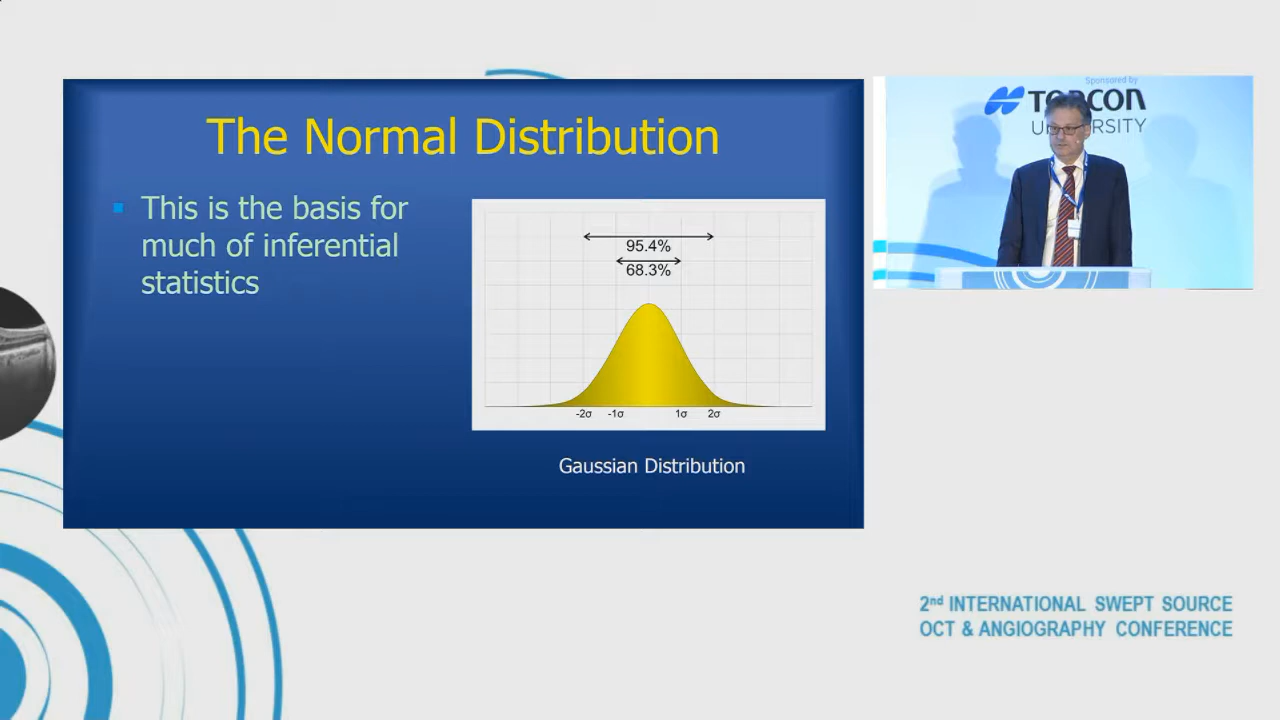 The Normal Distribution
This is the basis for
much of inferential
statistics
95.4%
68.3%
-2σ -1σ 1σ 2σ
Gaussian Distribution
Sponsored by
TOPCON
UNIVERSITY
2nd INTERNATIONAL SWEPT SOURCE
OCT & ANGIOGRAPHY CONFERENCE